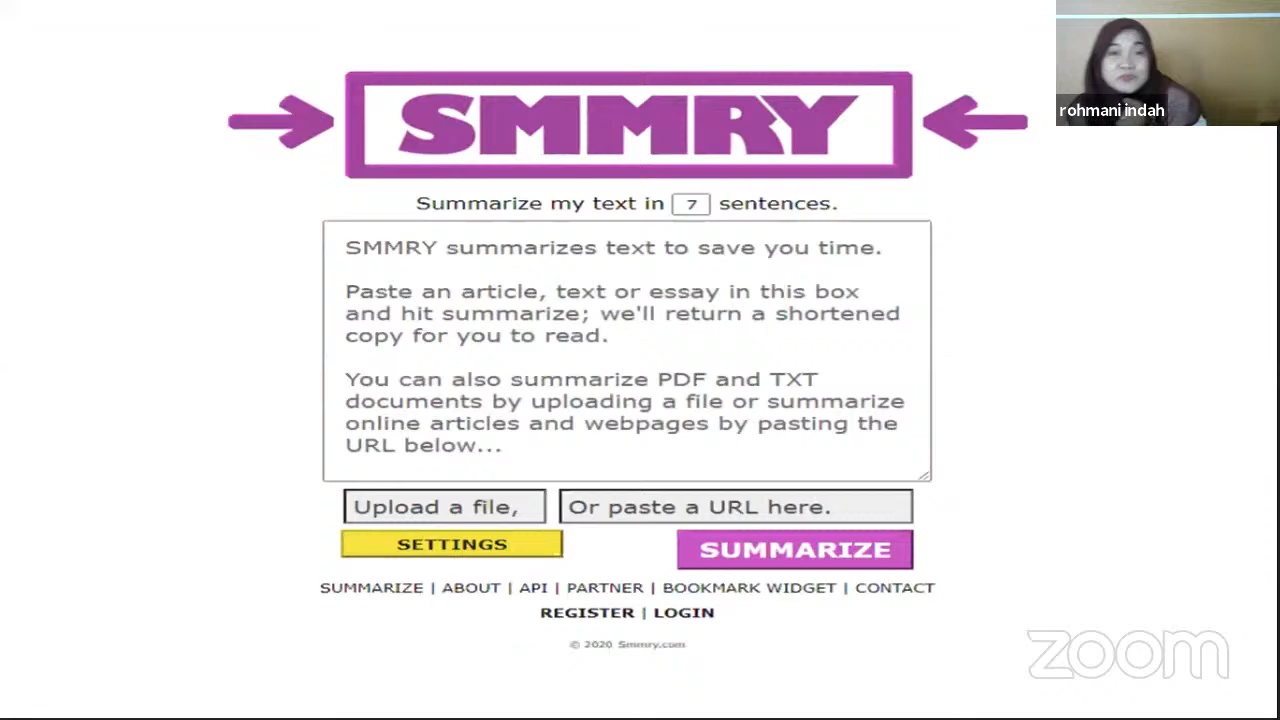 SMMRY
rohmani indah
Summarize my text in 7 sentences.
SMMRY summarizes text to save you time.
Paste an article, text or essay in this box
and hit summarize; we'll return a shortened
copy for you to read.
You can also summarize PDF and TXT
documents by uploading a file or summarize
online articles and webpages by pasting the
URL below...
Upload a file, Or paste a URL here.
SETTINGS SUMMARIZE
SUMMARIZE | ABOUT | API | PARTNER | BOOKMARK WIDGET | CONTACT
REGISTER | LOGIN
© 2020 Smmry.com
zoom